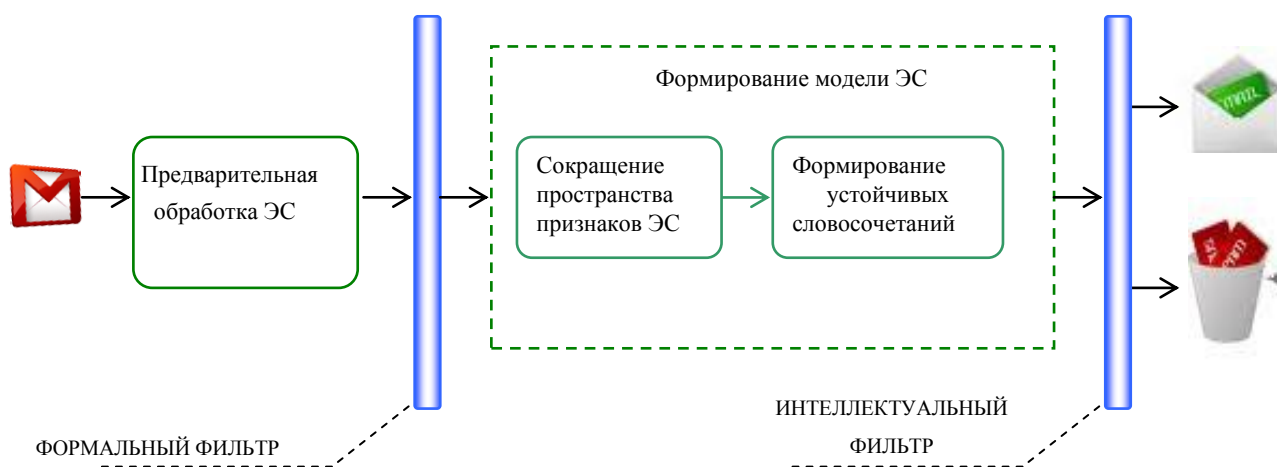 Формирование модели ЭС
Предварительная
обработка ЭС
Сокращение
пространства
признаков ЭС
Формирование
устойчивых
словосочетаний
ФОРМАЛЬНЫЙ ФИЛЬТР
ИНТЕЛЛЕКТУАЛЬНЫЙ
ФИЛЬТР